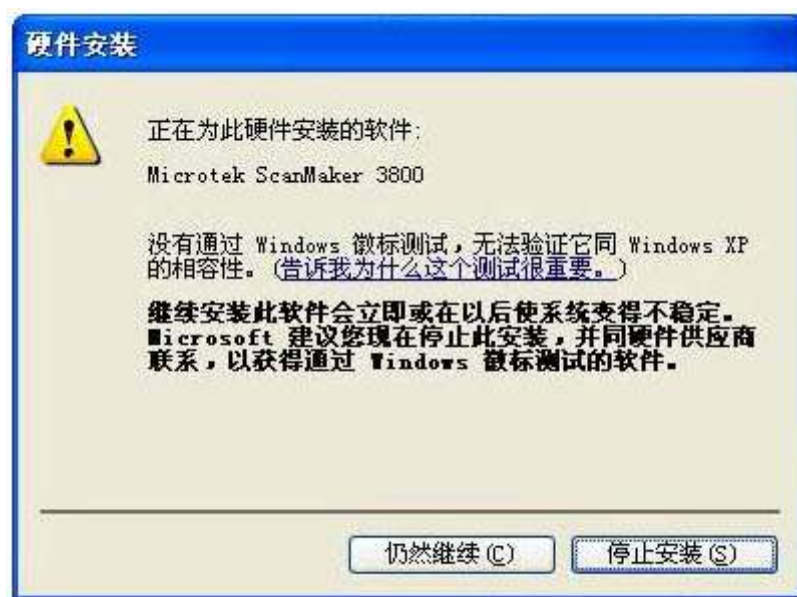 硬件安装
正在为此硬件安装的软件:
Microtek ScanMaker 3800
没有通过 Windows 徽标测试，无法验证它同 Windows XP
的相容性。(告诉我为什么这个测试很重要。)
继续安装此软件会立即或在以后使系统变得不稳定。
Microsoft 建议您现在停止此安装，并同硬件供应商
联系，以获得通过 Windows 徽标测试的软件。
仍然继续(C)
停止安装(S)